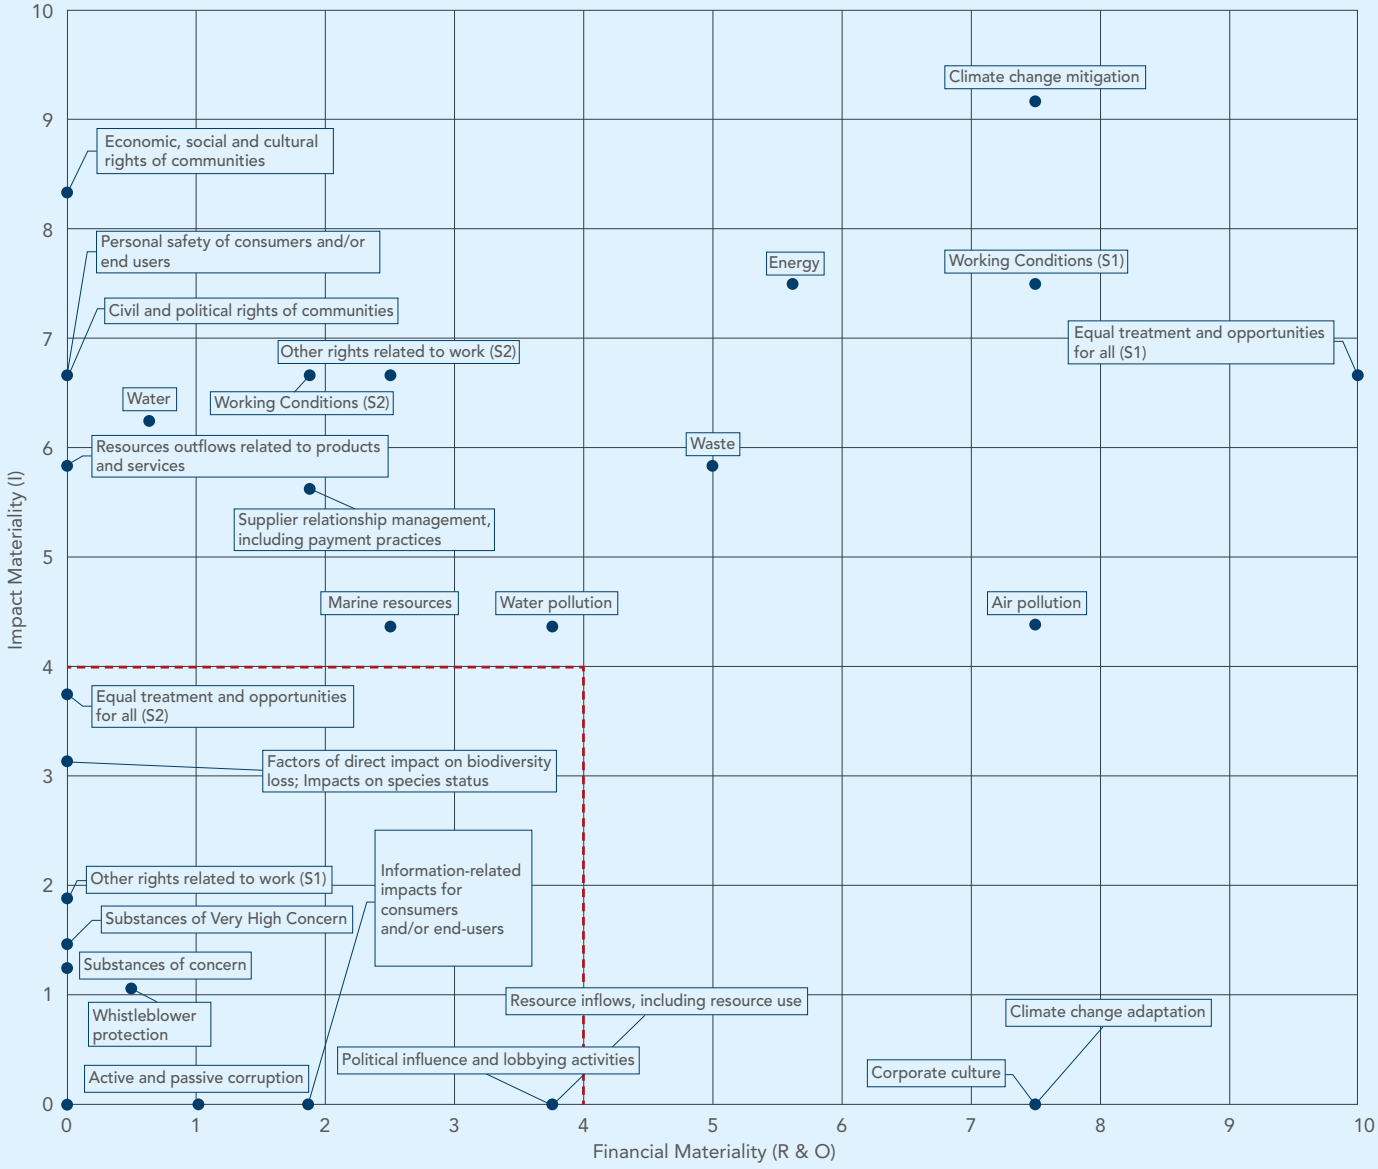 10
Climate change mitigation
9
Economic, social and cultural
rights of communities
8
Personal safety of consumers and/or
end users
Energy
Working Conditions (S1)
Civil and political rights of communities
7
Equal treatment and opportunities
for all (S1)
Other rights related to work (S2)
Water
Working Conditions (S2)
6
Resources outflows related to products
and services
Waste
Supplier relationship management,
including payment practices
5
Marine resources
Water pollution
Air pollution
4
Equal treatment and opportunities
for all (S2)
Factors of direct impact on biodiversity
loss; Impacts on species status
3
Information-related
impacts for
consumers
and/or end-users
2
Other rights related to work (S1)
Substances of Very High Concern
Substances of concern
1
Whistleblower
protection
Resource inflows, including resource use
Climate change adaptation
Political influence and lobbying activities
Corporate culture
Active and passive corruption
0
0 1 2 3 4 5 6 7 8 9 10
Financial Materiality (R & O)
Impact Materiality (I)